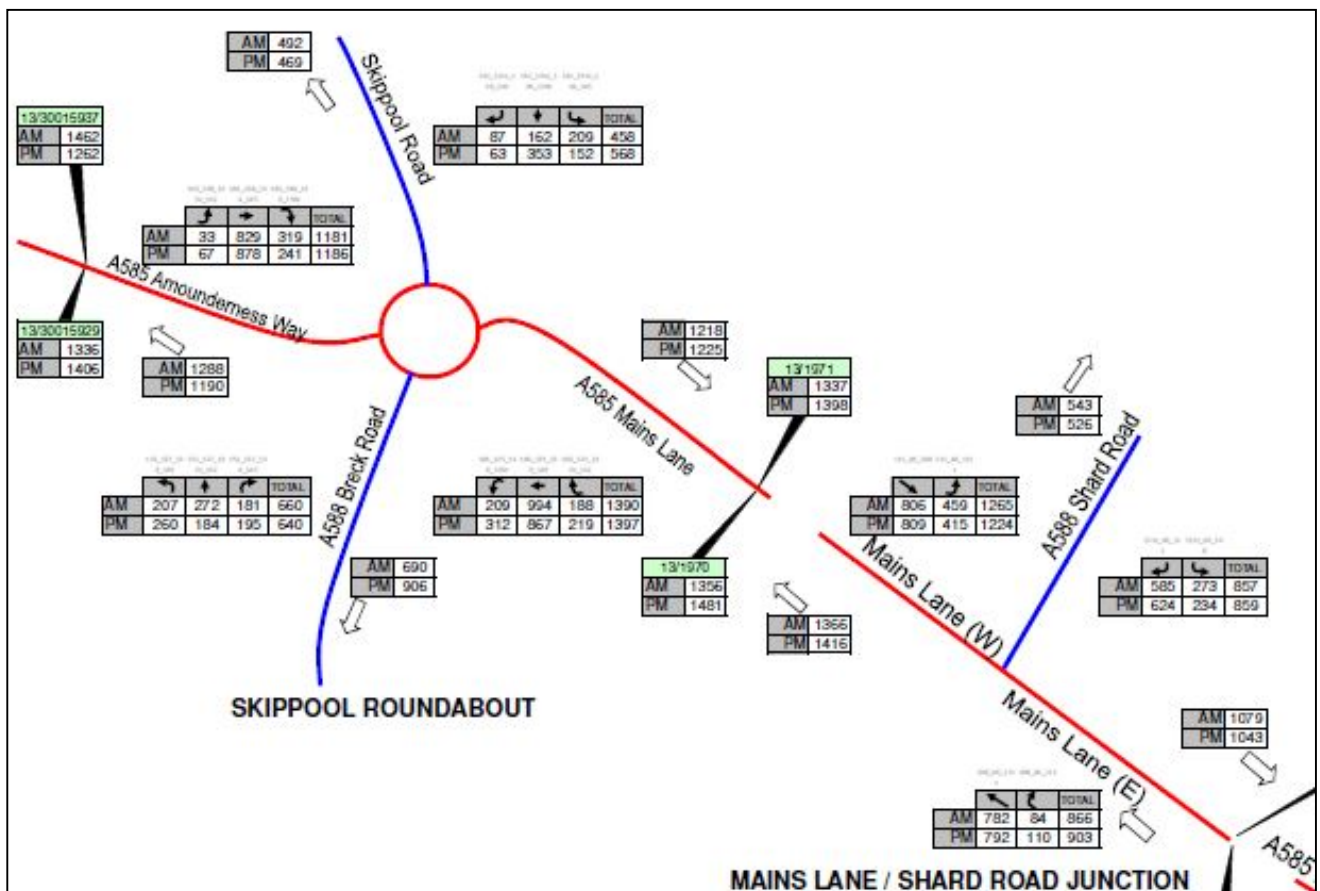 AM 492
PM 469
Skippool Road
TOTAL
AM 87 162 209 458
PM 63 353 152 568
13/30015937
AM 1462
PM 1262
TOTAL
AM 33 829 319 1181
PM 67 878 241 1186
A585 Amounderness Way
13/30015929
AM 1336
PM 1406
AM 1288
PM 1190
AM 1218
PM 1225
13/1971
AM 1337
PM 1398
A585 Mains Lane
AM 543
PM 526
A588 Shard Road
TOTAL
AM 207 272 181 660
PM 260 184 195 640
A588 Breck Road
TOTAL
AM 209 994 188 1390
PM 312 867 219 1397
TOTAL
AM 806 459 1265
PM 809 415 1224
AM 690
PM 906
13/1970
AM 1356
PM 1481
AM 1366
PM 1416
Mains Lane (W)
TOTAL
AM 585 273 857
PM 624 234 859
SKIPPOOL ROUNDABOUT
Mains Lane (E)
AM 1079
PM 1043
TOTAL
AM 782 84 866
PM 792 110 903
A585
MAINS LANE / SHARD ROAD JUNCTION